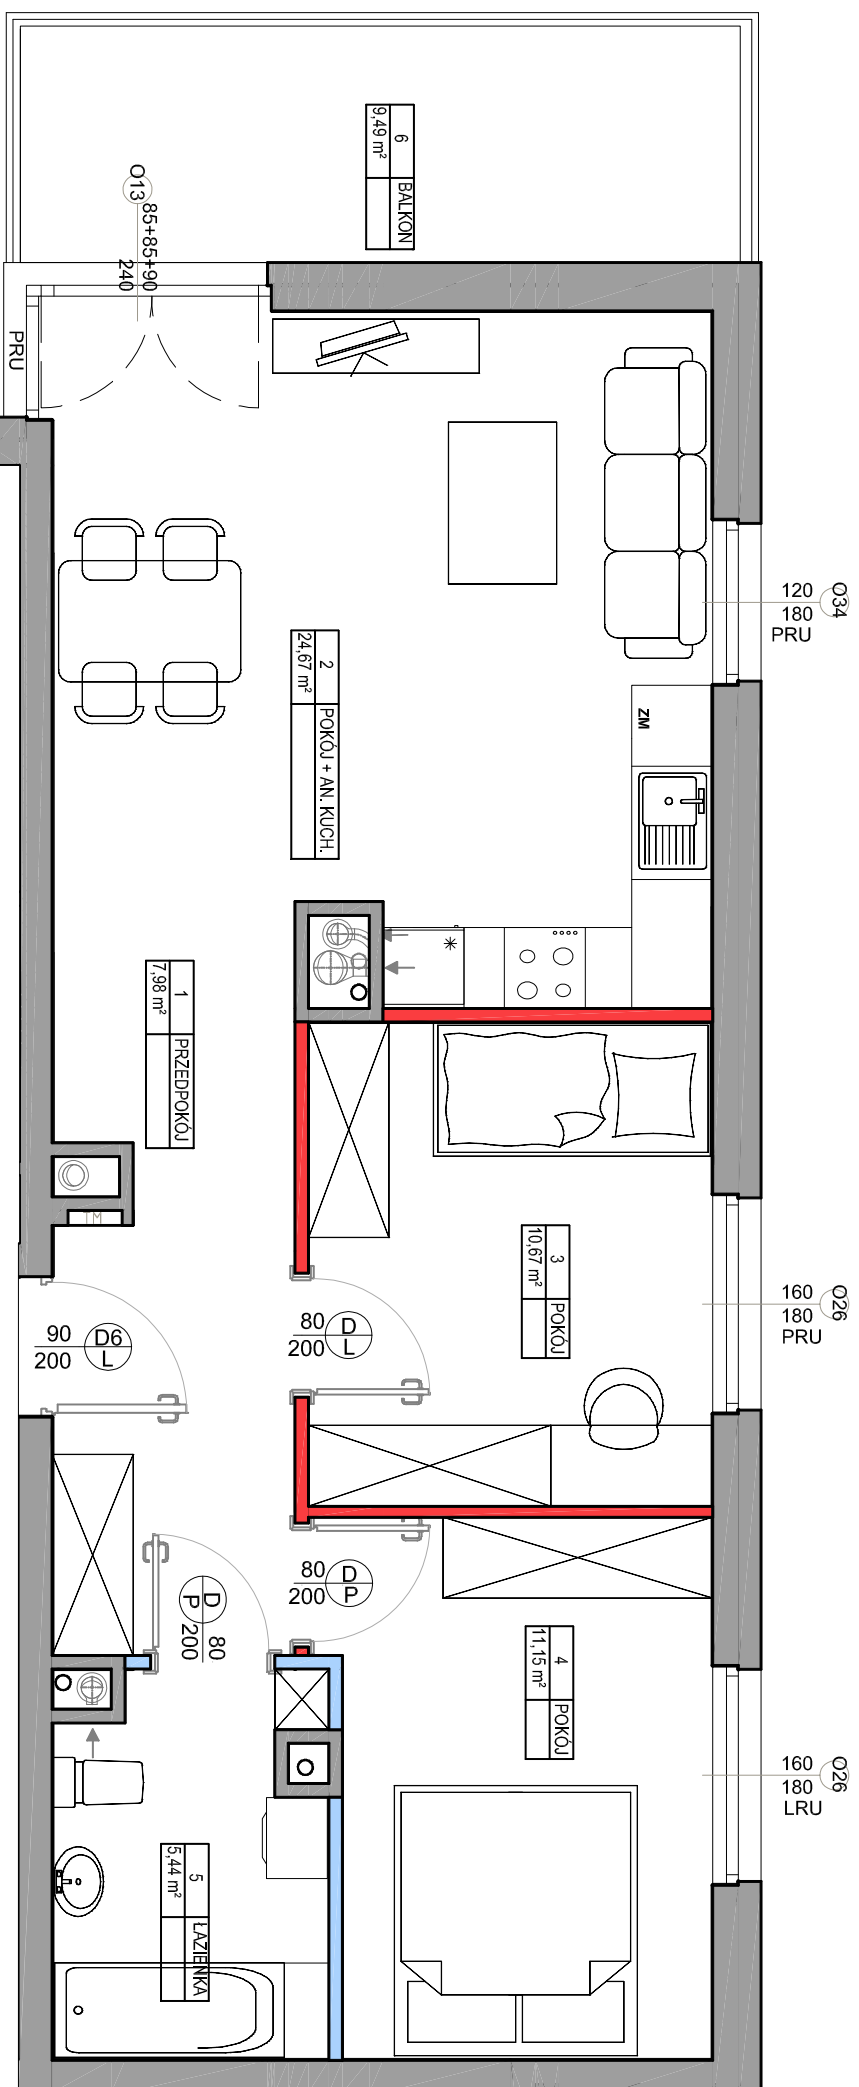 6 BALKON
9,49 m²
O13
85+85+90
240
PRU
120
180
PRU
O34
ZM
2 POKÓJ + AN. KUCH.
24,67 m²
1 PRZEDPOKÓJ
7,98 m²
TM
3 POKÓJ
10,67 m²
160
180
PRU
O26
90
200
D6
L
80
200
D
L
80
200
D
P
D
P
80
200
4 POKÓJ
11,15 m²
160
180
LRU
O26
5 ŁAZIENKA
5,44 m²